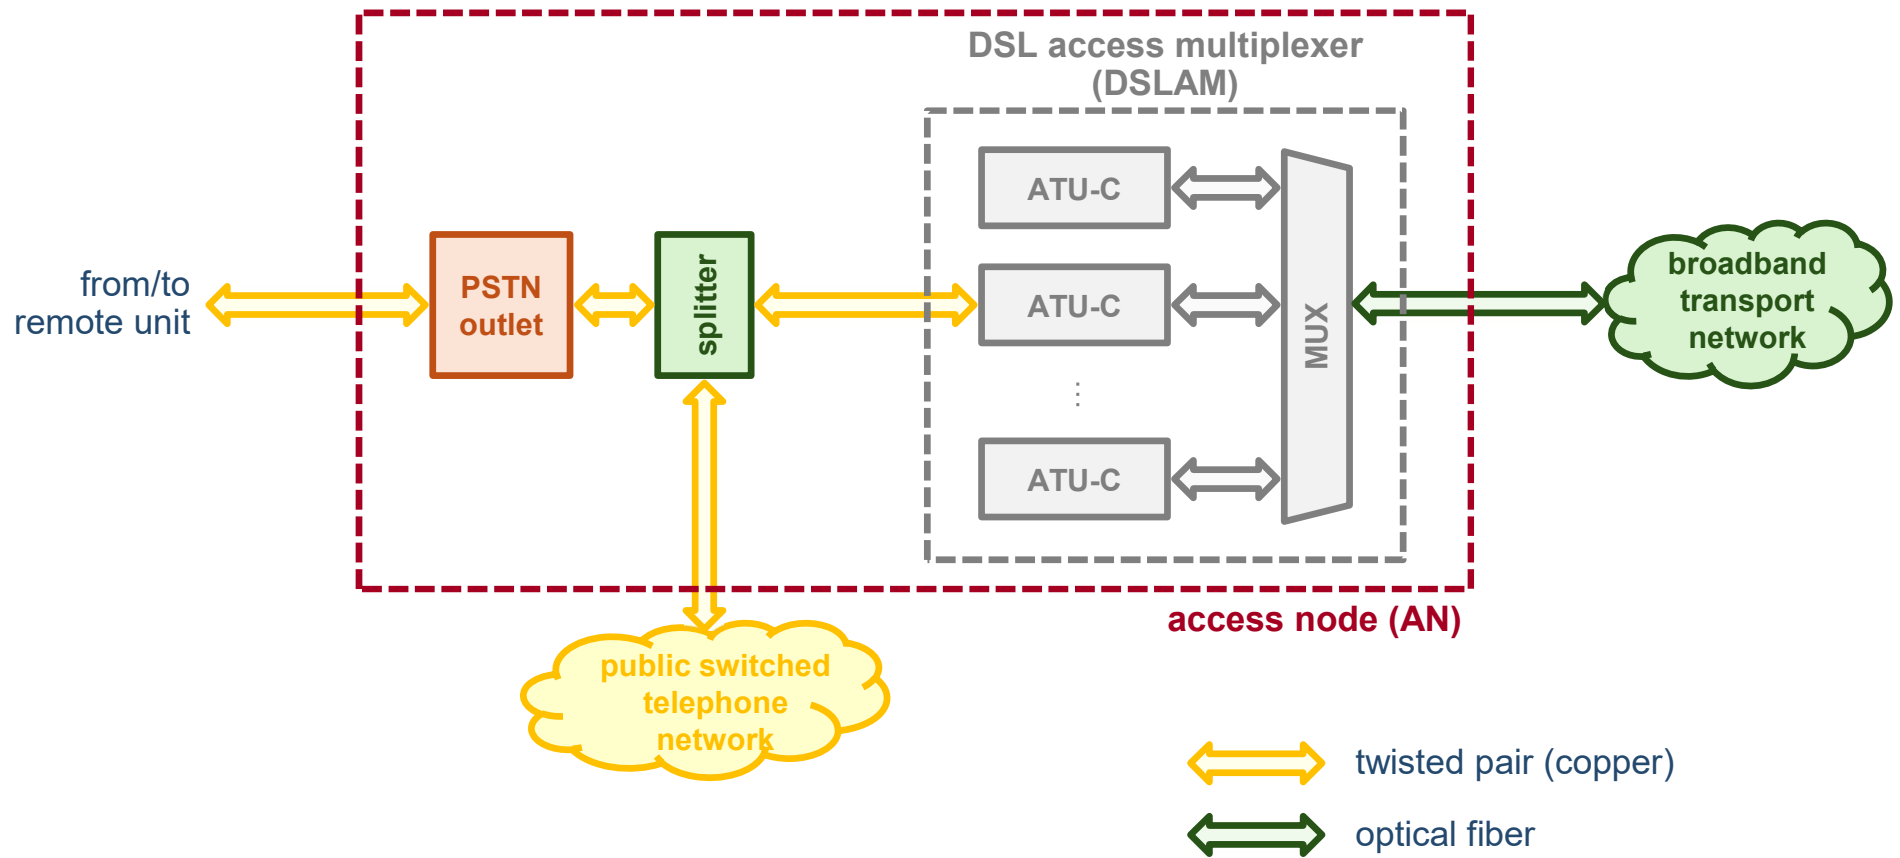 DSL access multiplexer
(DSLAM)
ATU-C
ATU-C
⋮
ATU-C
MUX
from/to
remote unit
PSTN
outlet
splitter
broadband
transport
network
access node (AN)
public switched
telephone
network
twisted pair (copper)
optical fiber